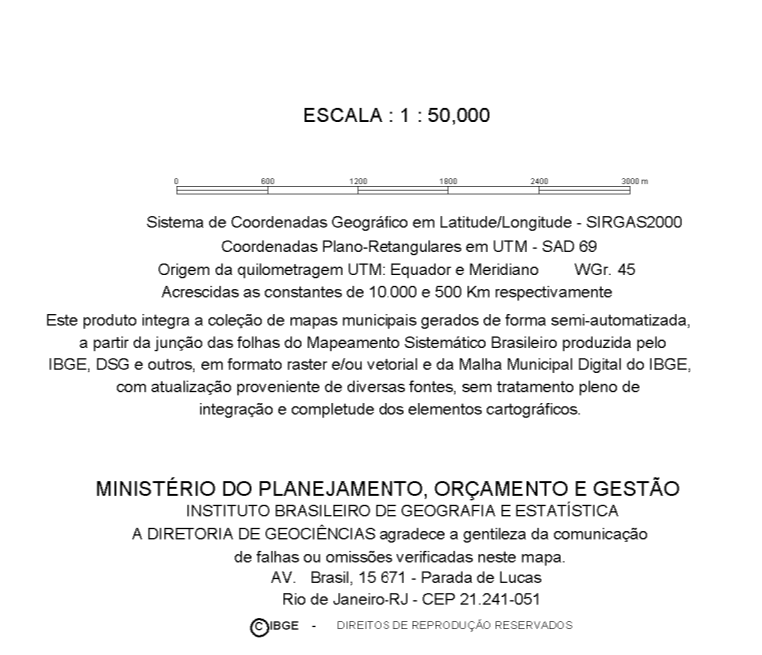 ESCALA : 1 : 50,000
0 600 1200 1800 2400 3000 m
Sistema de Coordenadas Geográfico em Latitude/Longitude - SIRGAS2000
Coordenadas Plano-Retangulares em UTM - SAD 69
Origem da quilometragem UTM: Equador e Meridiano WGr. 45
Acrescidas as constantes de 10.000 e 500 Km respectivamente
Este produto integra a coleção de mapas municipais gerados de forma semi-automatizada,
a partir da junção das folhas do Mapeamento Sistemático Brasileiro produzida pelo
IBGE, DSG e outros, em formato raster e/ou vetorial e da Malha Municipal Digital do IBGE,
com atualização proveniente de diversas fontes, sem tratamento pleno de
integração e completude dos elementos cartográficos.
MINISTÉRIO DO PLANEJAMENTO, ORÇAMENTO E GESTÃO
INSTITUTO BRASILEIRO DE GEOGRAFIA E ESTATÍSTICA
A DIRETORIA DE GEOCIÊNCIAS agradece a gentileza da comunicação
de falhas ou omissões verificadas neste mapa.
AV. Brasil, 15 671 - Parada de Lucas
Rio de Janeiro-RJ - CEP 21.241-051
©IBGE - DIREITOS DE REPRODUÇÃO RESERVADOS